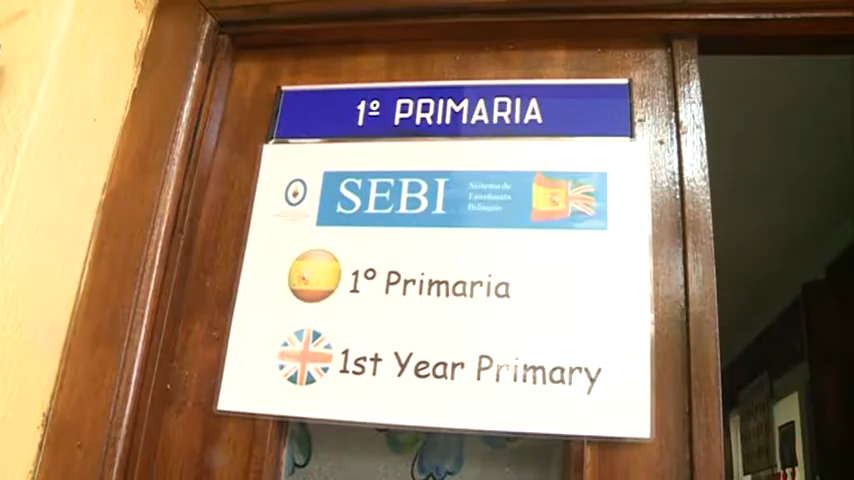 1º PRIMARIA
SEBI
Sistema de
Enseñanza
Bilingüe
1º Primaria
1st Year Primary